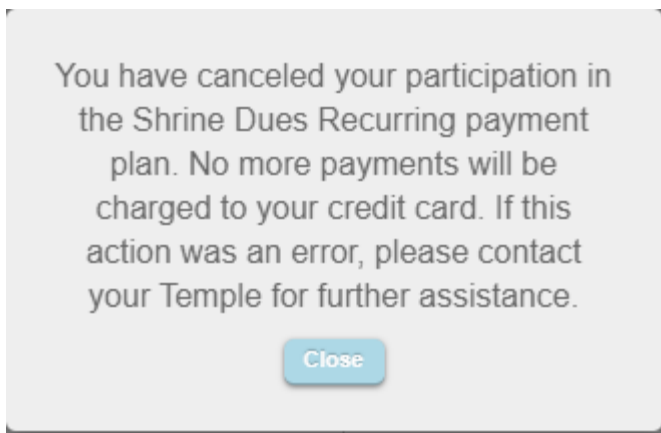 You have canceled your participation in
the Shrine Dues Recurring payment
plan. No more payments will be
charged to your credit card. If this
action was an error, please contact
your Temple for further assistance.
Close